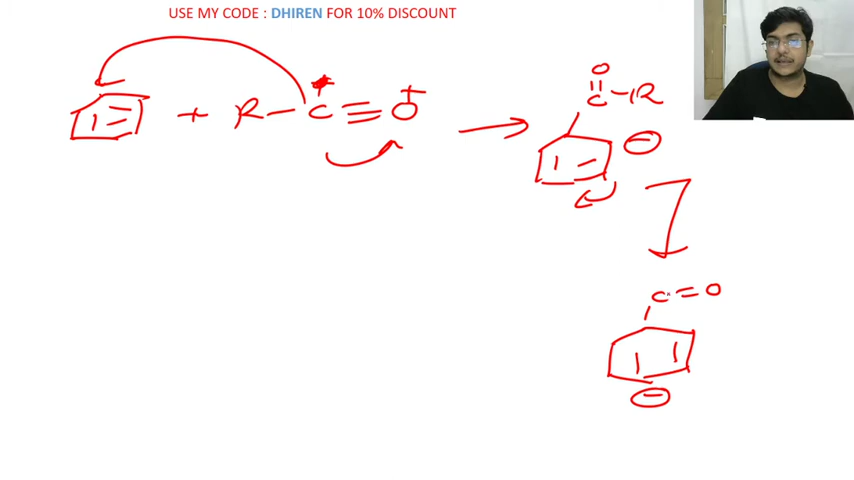 USE MY CODE : DHIREN FOR 10% DISCOUNT
+ R - C ≡ O +
O
C - R
C = O